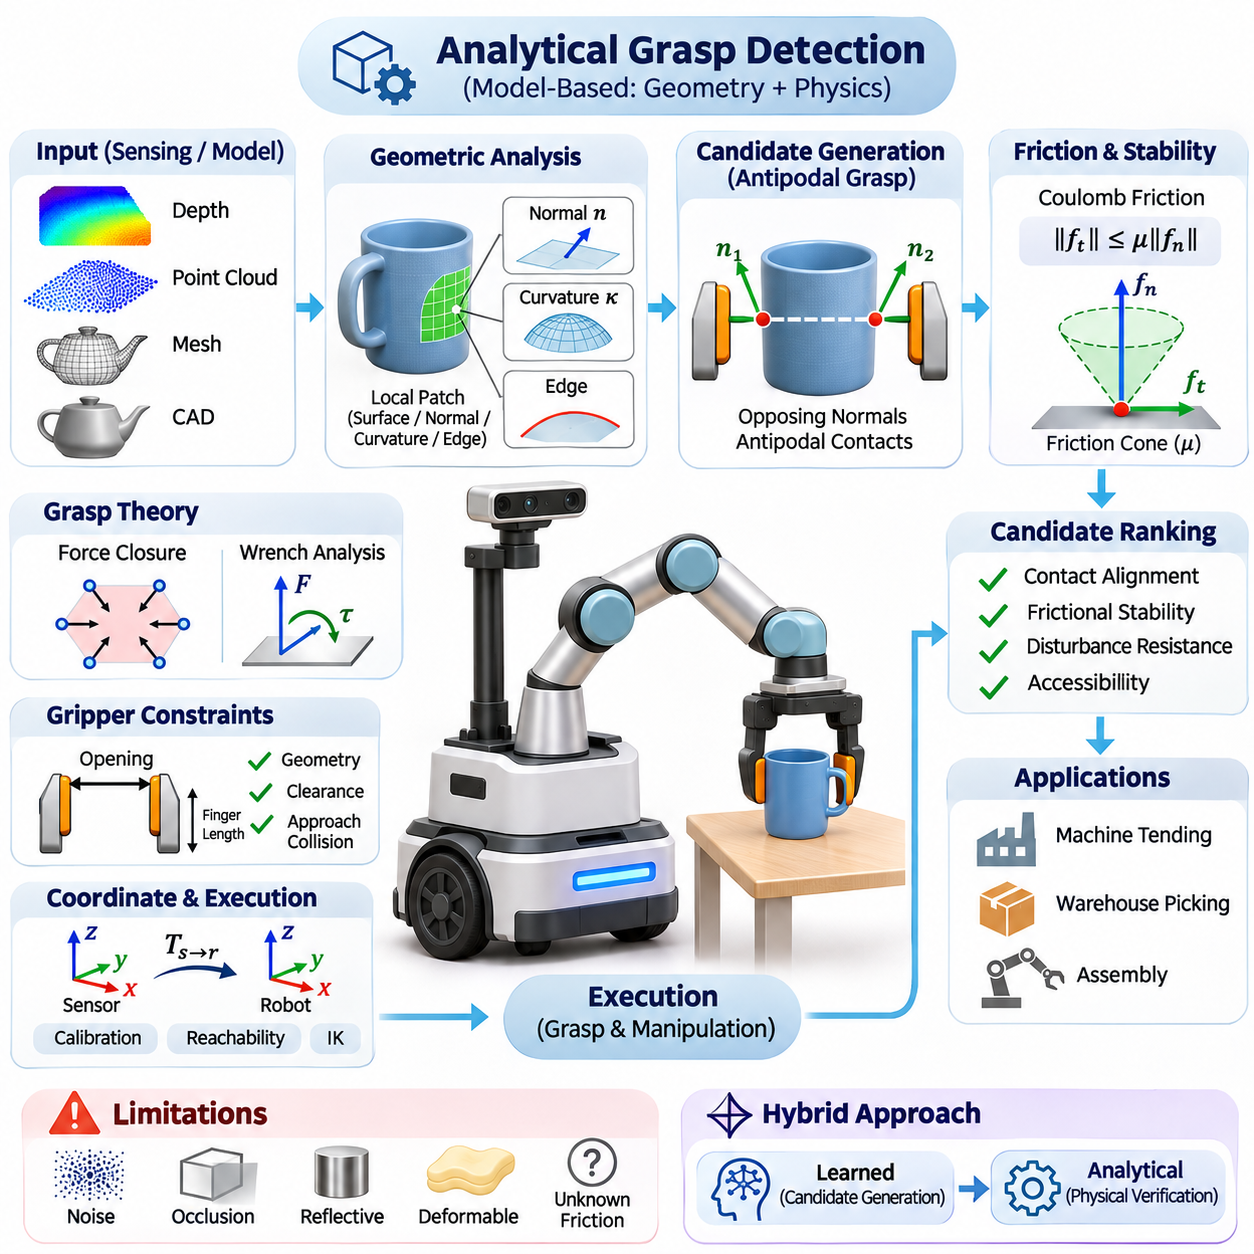 Analytical Grasp Detection
(Model-Based: Geometry + Physics)
Input (Sensing / Model)
Depth
Point Cloud
Mesh
CAD
Geometric Analysis
Normal n
Curvature κ
Edge
Local Patch
(Surface / Normal /
Curvature / Edge)
Candidate Generation
(Antipodal Grasp)
n₁
n₂
Opposing Normals
Antipodal Contacts
Friction & Stability
Coulomb Friction
‖fₜ‖ ≤ μ‖fₙ‖
fₙ
fₜ
Friction Cone (μ)
Grasp Theory
Force Closure
Wrench Analysis
F
τ
Gripper Constraints
Opening
Finger
Length
Geometry
Clearance
Approach
Collision
Coordinate & Execution
z
y
x
Sensor
Tₛ→ᵣ
z
y
x
Robot
Calibration
Reachability
IK
Execution
(Grasp & Manipulation)
Candidate Ranking
Contact Alignment
Frictional Stability
Disturbance Resistance
Accessibillity
Applications
Machine Tending
Warehouse Picking
Assembly
Limitations
Noise
Occlusion
Reflective
Deformable
?
Unknown
Friction
Hybrid Approach
Learned
(Candidate Generation)
Analytical
(Physical Verification)